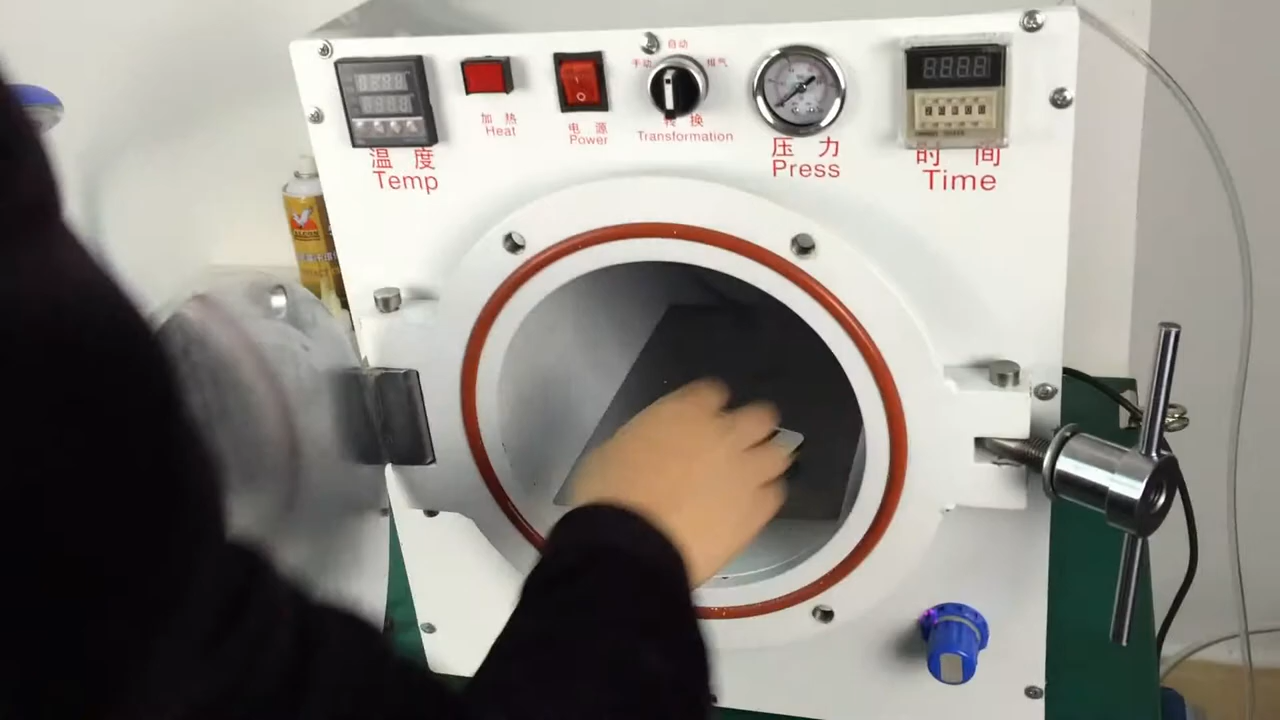 自动
手动
排气
加 热
Heat
电 源
Power
转 换
Transformation
温 度
Temp
压 力
Press
时 间
Time